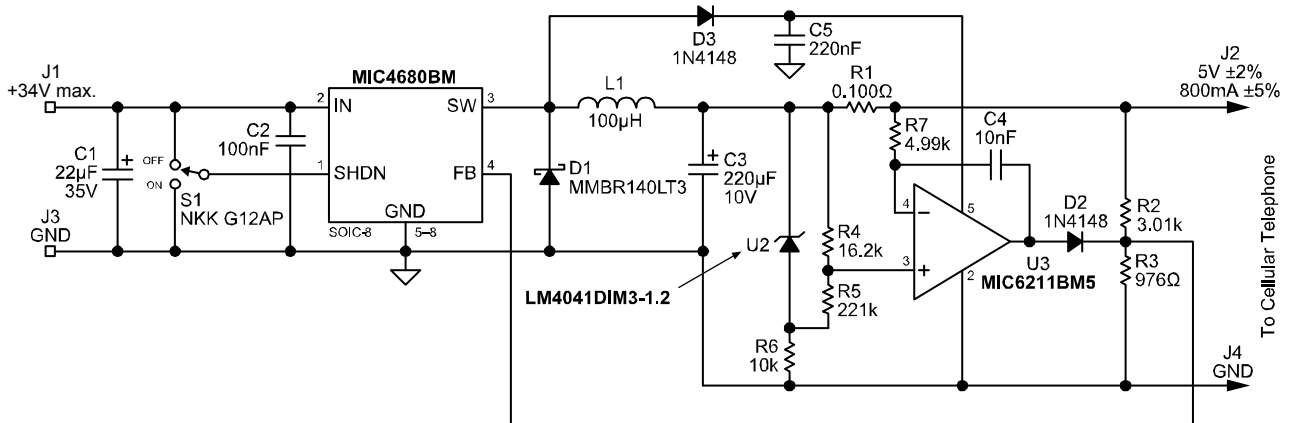 J1
+34V max.
C1
22µF
35V
+
OFF
ON
S1
NKK G12AP
J3
GND
C2
100nF
MIC4680BM
2
IN
SW
3
1
SHDN
FB
4
GND
SOIC-8
5–8
L1
100µH
D1
MMBR140LT3
+
C3
220µF
10V
D3
1N4148
C5
220nF
U2
LM4041DIM3-1.2
R6
10k
R4
16.2k
R5
221k
R1
0.100Ω
R7
4.99k
C4
10nF
4
–
5
3
+
2
U3
MIC6211BM5
D2
1N4148
R2
3.01k
R3
976Ω
J2
5V ±2%
800mA ±5%
To Cellular Telephone
J4
GND